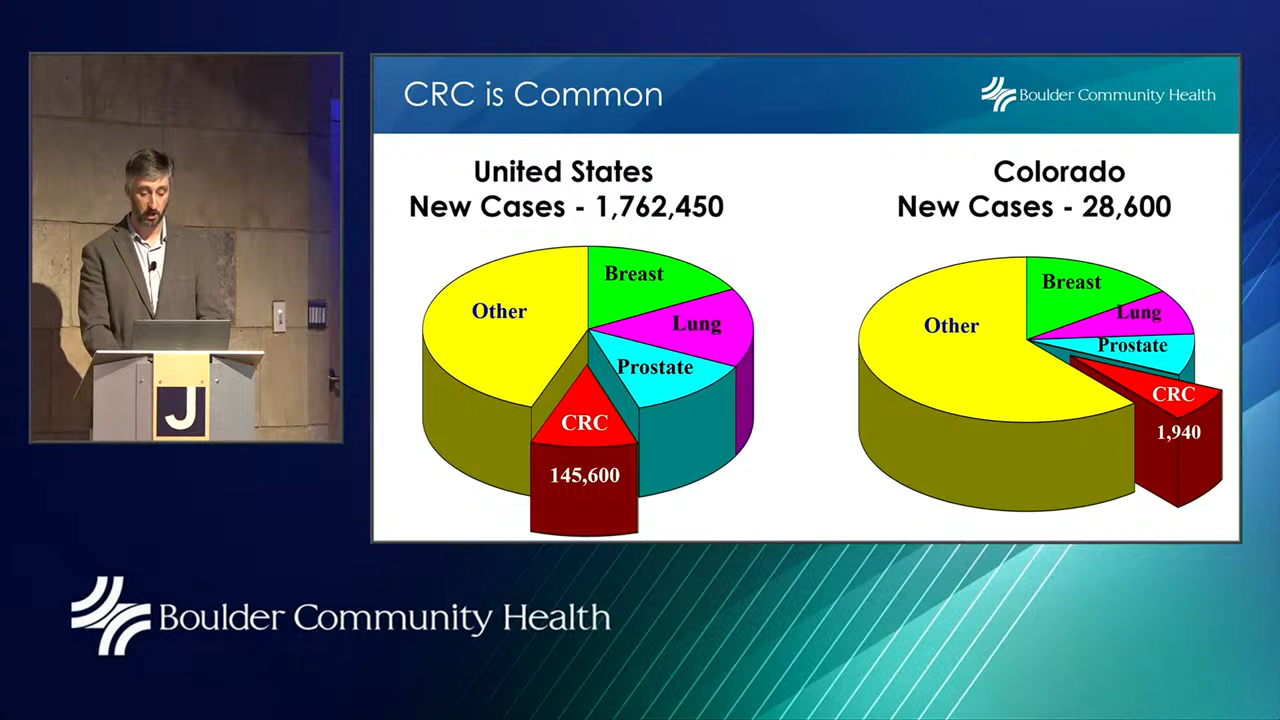 CRC is Common
Boulder Community Health
United States
New Cases - 1,762,450
Colorado
New Cases - 28,600
Breast
Other
Lung
Prostate
CRC
145,600
Breast
Lung
Other
Prostate
CRC
1,940
J
Boulder Community Health